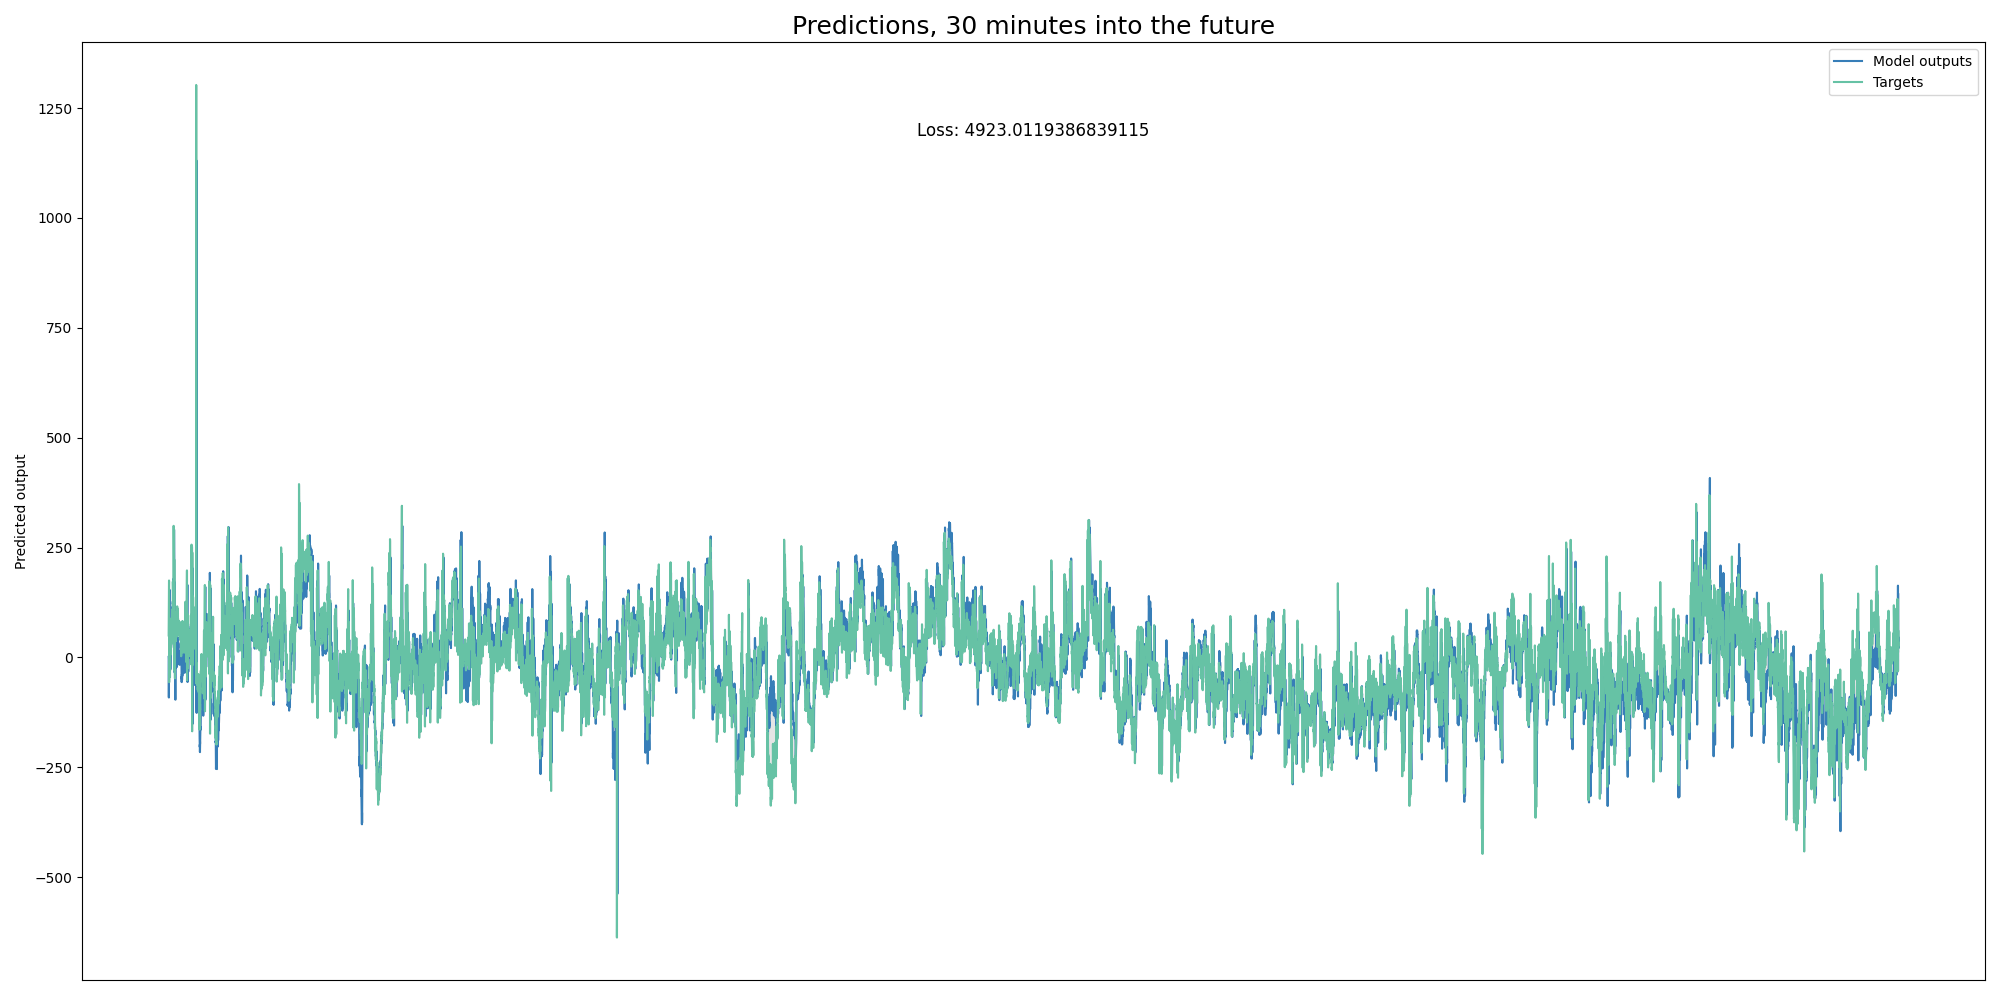 Predictions, 30 minutes into the future
Model outputs
Targets
Loss: 4923.0119386839115
Predicted output
1250
1000
750
500
250
0
−250
−500